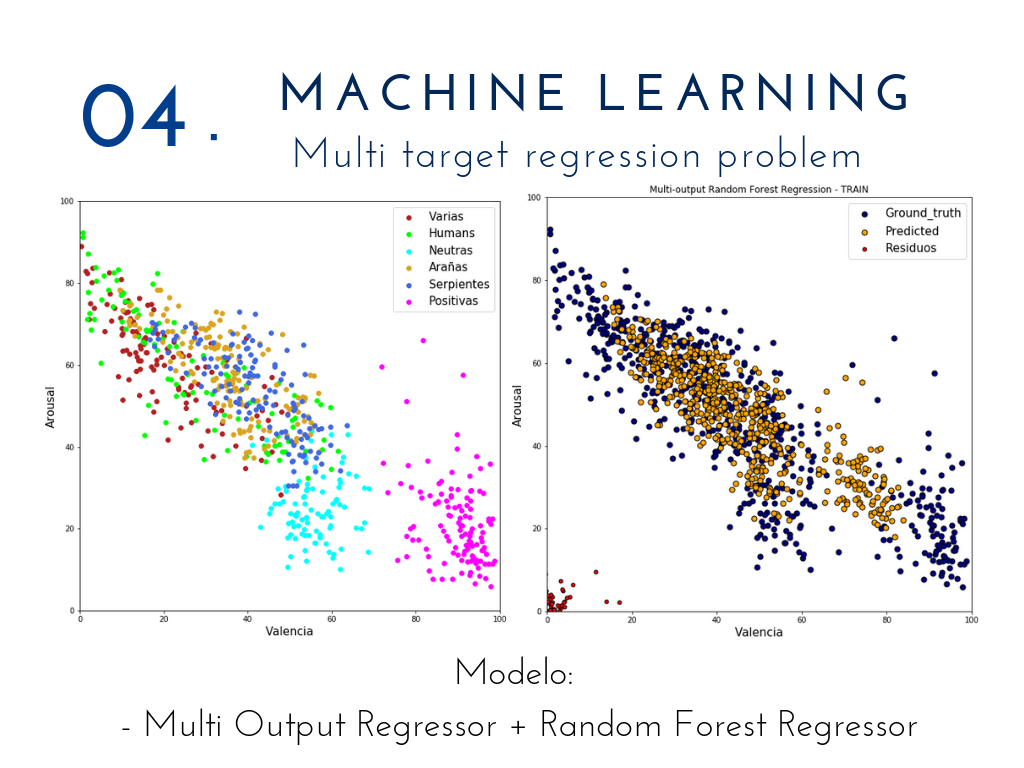 04.
MACHINE LEARNING
Multi target regression problem
100
80
60
40
20
0
Arousal
Varias
Humans
Neutras
Arañas
Serpientes
Positivas
0 20 40 60 80 100
Valencia
Multi-output Random Forest Regression - TRAIN
100
80
60
40
20
0
Arousal
Ground_truth
Predicted
Residuos
0 20 40 60 80 100
Valencia
Modelo:
- Multi Output Regressor + Random Forest Regressor